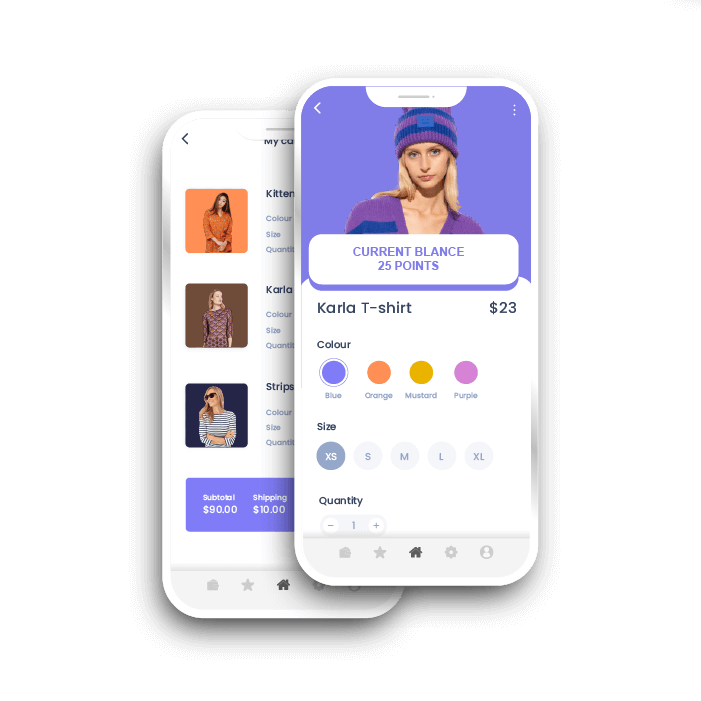 My ca
Kitten
Colour
Size
Quantit
Karla
Colour
Size
Quantit
Strips
Colour
Size
Quantit
Subtotal Shipping
$90.00 $10.00
CURRENT BLANCE
25 POINTS
Karla T-shirt $23
Colour
Blue Orange Mustard Purple
Size
XS S M L XL
Quantity
− 1 +